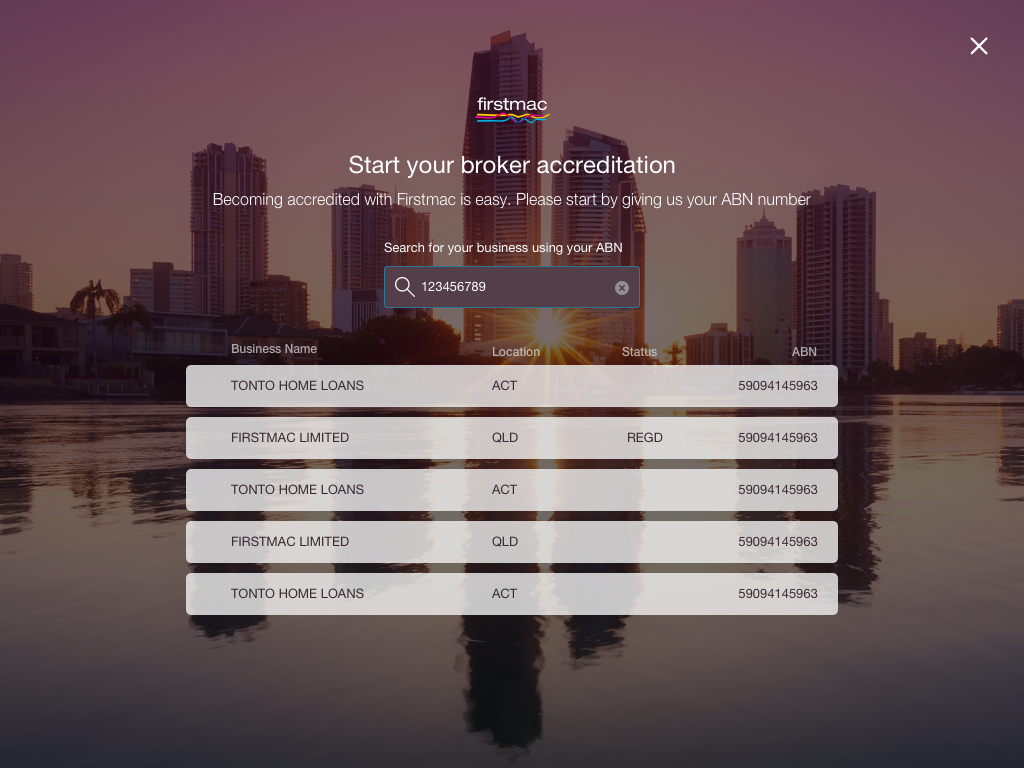 firstmac
Start your broker accreditation
Becoming accredited with Firstmac is easy. Please start by giving us your ABN number
Search for your business using your ABN
123456789
Business Name Location Status ABN
TONTO HOME LOANS ACT 59094145963
FIRSTMAC LIMITED QLD REGD 59094145963
TONTO HOME LOANS ACT 59094145963
FIRSTMAC LIMITED QLD 59094145963
TONTO HOME LOANS ACT 59094145963